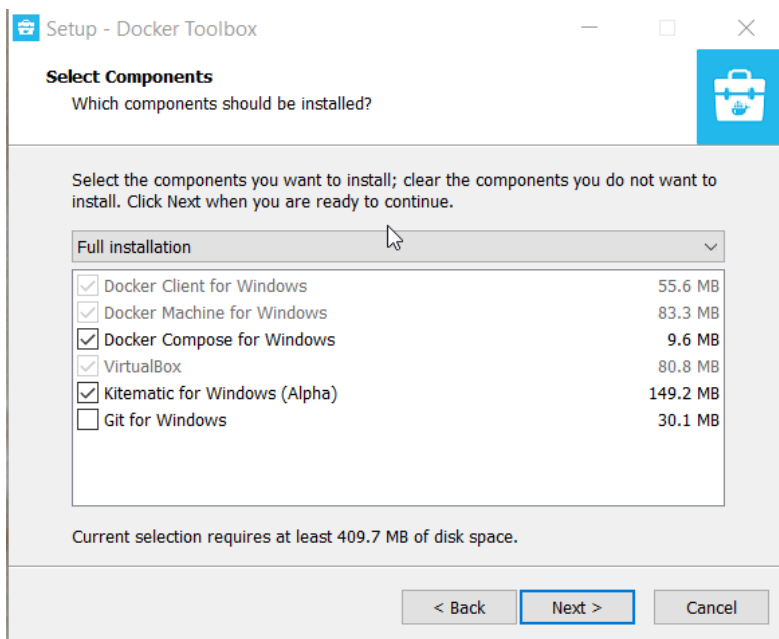 Setup - Docker Toolbox
Select Components
Which components should be installed?
Select the components you want to install; clear the components you do not want to
install. Click Next when you are ready to continue.
Full installation
Docker Client for Windows 55.6 MB
Docker Machine for Windows 83.3 MB
Docker Compose for Windows 9.6 MB
VirtualBox 80.8 MB
Kitematic for Windows (Alpha) 149.2 MB
Git for Windows 30.1 MB
Current selection requires at least 409.7 MB of disk space.
< Back Next > Cancel